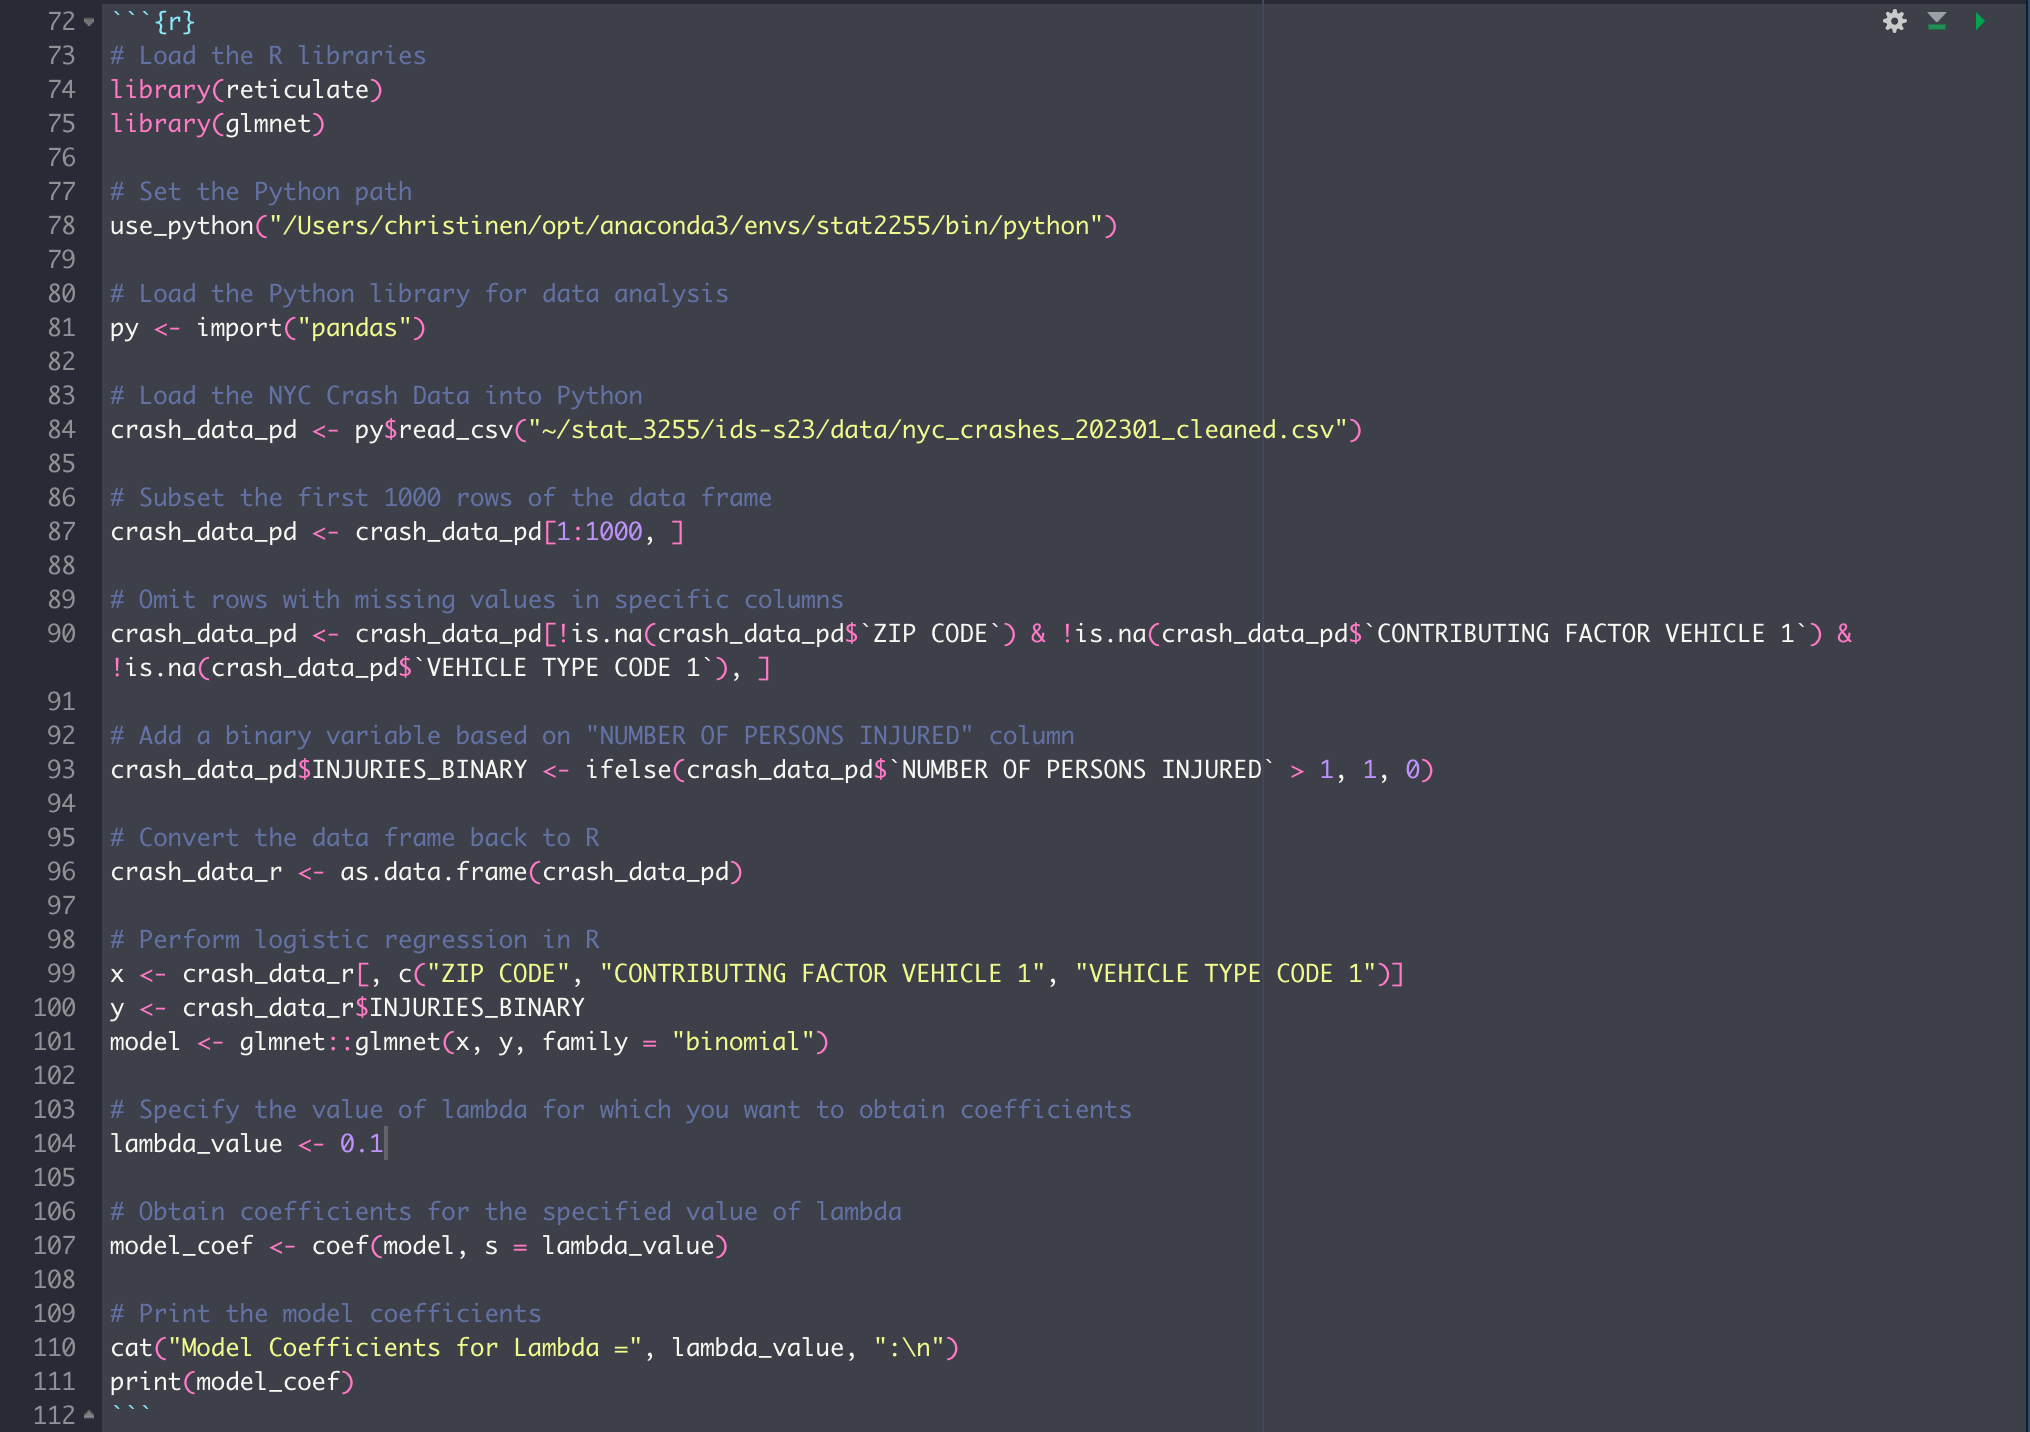 72 ```{r}
73 # Load the R libraries
74 library(reticulate)
75 library(glmnet)
76
77 # Set the Python path
78 use_python("/Users/christinen/opt/anaconda3/envs/stat2255/bin/python")
79
80 # Load the Python library for data analysis
81 py <- import("pandas")
82
83 # Load the NYC Crash Data into Python
84 crash_data_pd <- py$read_csv("~/stat_3255/ids-s23/data/nyc_crashes_202301_cleaned.csv")
85
86 # Subset the first 1000 rows of the data frame
87 crash_data_pd <- crash_data_pd[1:1000, ]
88
89 # Omit rows with missing values in specific columns
90 crash_data_pd <- crash_data_pd[!is.na(crash_data_pd$`ZIP CODE`) & !is.na(crash_data_pd$`CONTRIBUTING FACTOR VEHICLE 1`) &
!is.na(crash_data_pd$`VEHICLE TYPE CODE 1`), ]
91
92 # Add a binary variable based on "NUMBER OF PERSONS INJURED" column
93 crash_data_pd$INJURIES_BINARY <- ifelse(crash_data_pd$`NUMBER OF PERSONS INJURED` > 1, 1, 0)
94
95 # Convert the data frame back to R
96 crash_data_r <- as.data.frame(crash_data_pd)
97
98 # Perform logistic regression in R
99 x <- crash_data_r[, c("ZIP CODE", "CONTRIBUTING FACTOR VEHICLE 1", "VEHICLE TYPE CODE 1")]
100 y <- crash_data_r$INJURIES_BINARY
101 model <- glmnet::glmnet(x, y, family = "binomial")
102
103 # Specify the value of lambda for which you want to obtain coefficients
104 lambda_value <- 0.1
105
106 # Obtain coefficients for the specified value of lambda
107 model_coef <- coef(model, s = lambda_value)
108
109 # Print the model coefficients
110 cat("Model Coefficients for Lambda =", lambda_value, ":\n")
111 print(model_coef)
112 ```